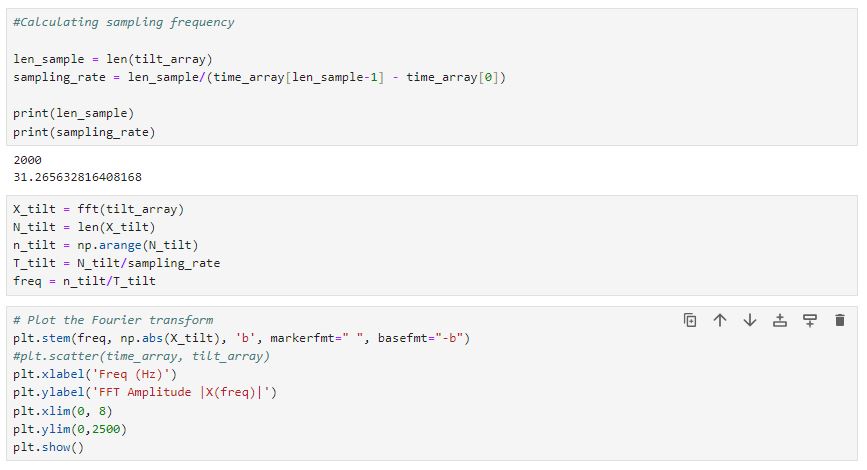 #Calculating sampling frequency
len_sample = len(tilt_array)
sampling_rate = len_sample/(time_array[len_sample-1] - time_array[0])
print(len_sample)
print(sampling_rate)
2000
31.265632816408168
X_tilt = fft(tilt_array)
N_tilt = len(X_tilt)
n_tilt = np.arange(N_tilt)
T_tilt = N_tilt/sampling_rate
freq = n_tilt/T_tilt
# Plot the Fourier transform
plt.stem(freq, np.abs(X_tilt), 'b', markerfmt=" ", basefmt="-b")
#plt.scatter(time_array, tilt_array)
plt.xlabel('Freq (Hz)')
plt.ylabel('FFT Amplitude |X(freq)|')
plt.xlim(0, 8)
plt.ylim(0,2500)
plt.show()